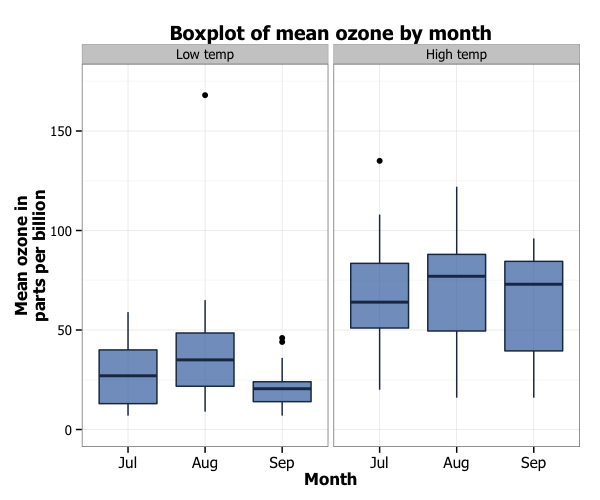 Boxplot of mean ozone by month
Low temp
High temp
Mean ozone in
parts per billion
150
100
50
0
Jul Aug Sep
Jul Aug Sep
Month